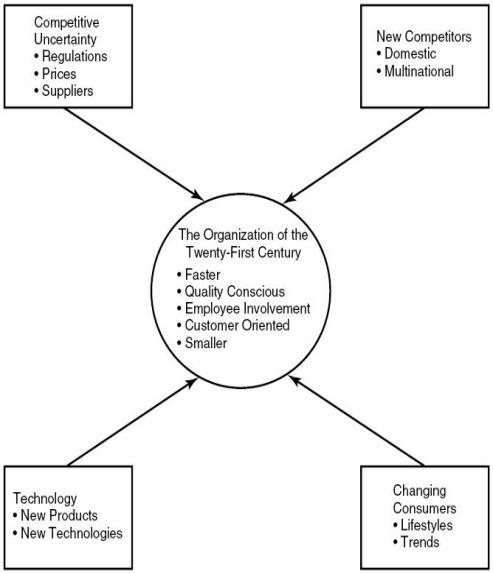 Competitive
Uncertainty
• Regulations
• Prices
• Suppliers
New Competitors
• Domestic
• Multinational
The Organization of the
Twenty-First Century
• Faster
• Quality Conscious
• Employee Involvement
• Customer Oriented
• Smaller
Technology
• New Products
• New Technologies
Changing
Consumers
• Lifestyles
• Trends